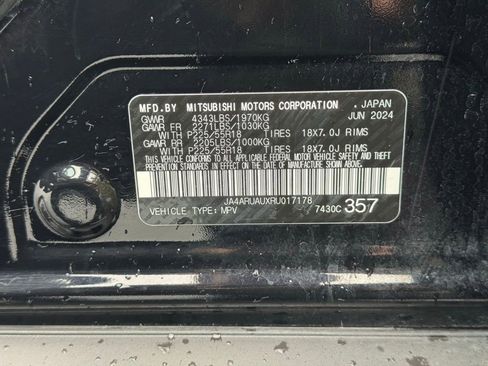 MFD.BY MITSUBISHI MOTORS CORPORATION . JAPAN
GVWR 4343LBS/1970KG JUN 2024
GAWR FR 2271LBS/1030KG
WITH P225/55R18 TIRES 18X7.0J RIMS
GAWR RR 2205LBS/1000KG
WITH P225/55R18 TIRES 18X7.0J RIMS
THIS VEHICLE CONFORMS TO ALL APPLICABLE FEDERAL MOTOR VEHICLE SAFETY
AND THEFT PREVENTION STANDARDS IN EFFECT ON THE DATE OF MANUFACTURE SHOWN ABOVE.
JA4ARUAUXRU017178
VEHICLE TYPE: MPV 7430C 357